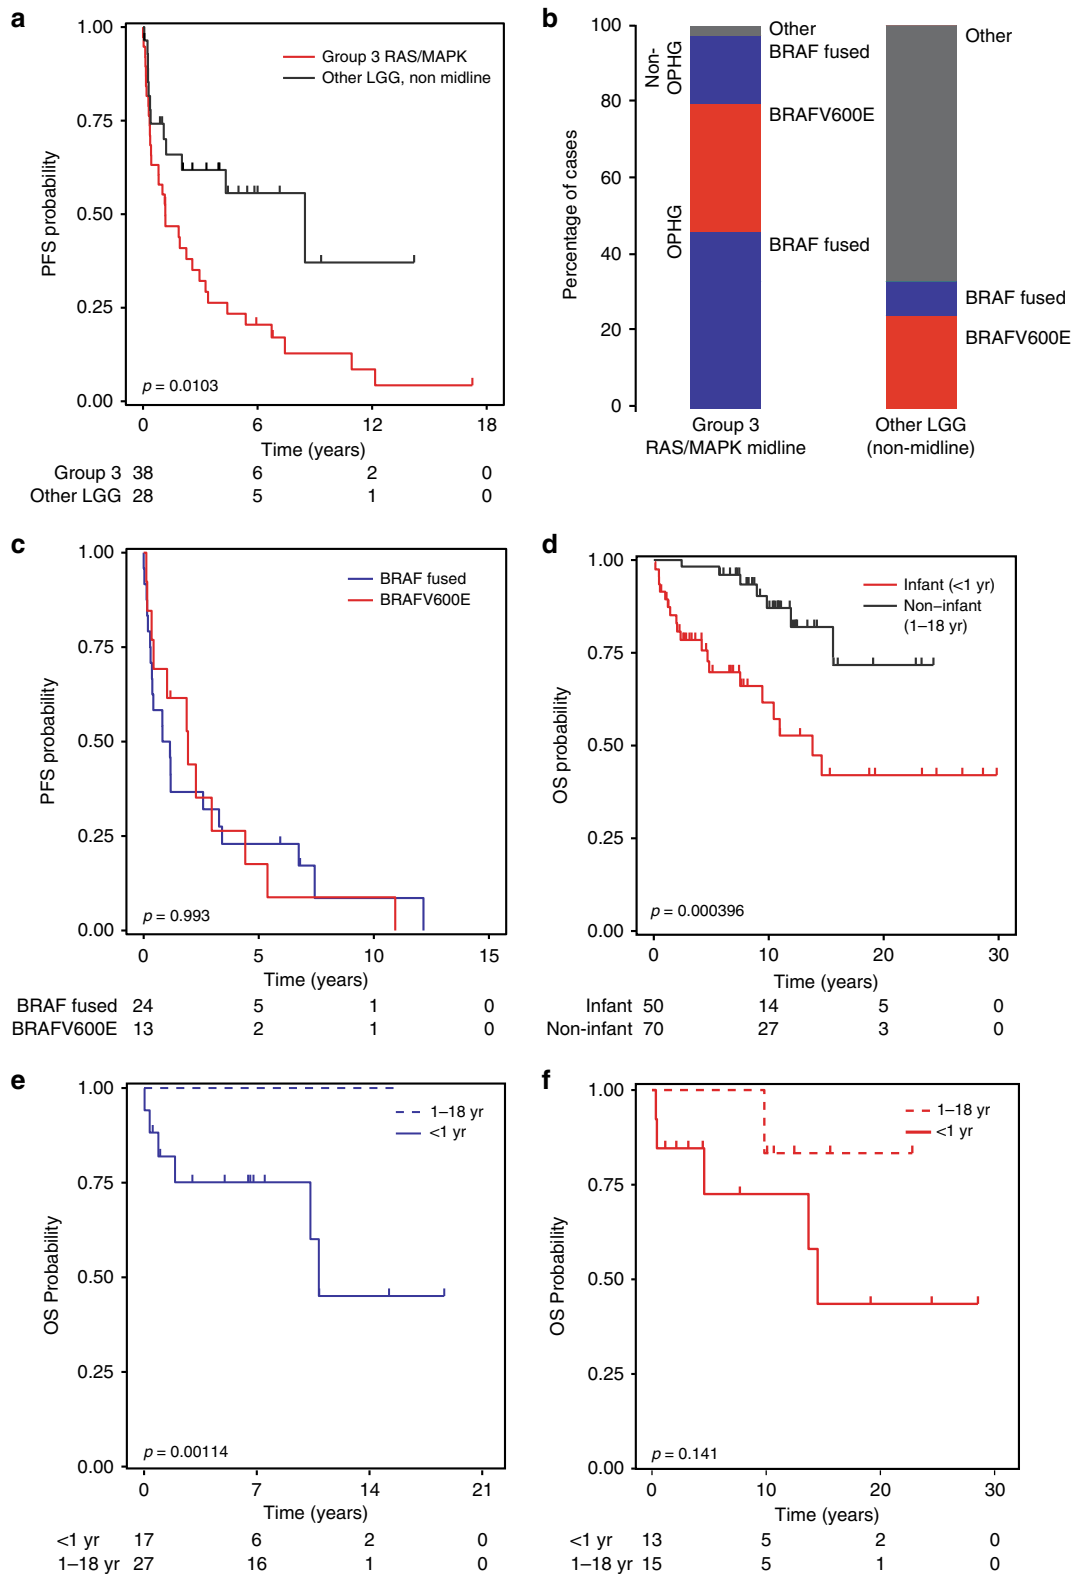 a
1.00
0.75
0.50
0.25
0.00
PFS probability
Group 3 RAS/MAPK
Other LGG, non midline
p = 0.0103
0 6 12 18
Time (years)
Group 3 38 6 2 0
Other LGG 28 5 1 0
b
100
80
60
40
20
0
Percentage of cases
Non-
OPHG
OPHG
Other
BRAF fused
BRAFV600E
BRAF fused
Other
BRAF fused
BRAFV600E
Group 3
RAS/MAPK midline
Other LGG
(non-midline)
c
1.00
0.75
0.50
0.25
0.00
PFS probability
BRAF fused
BRAFV600E
p = 0.993
0 5 10 15
Time (years)
BRAF fused 24 5 1 0
BRAFV600E 13 2 1 0
d
1.00
0.75
0.50
0.25
0.00
OS probability
Infant (<1 yr)
Non–infant
(1–18 yr)
p = 0.000396
0 10 20 30
Time (years)
Infant 50 14 5 0
Non-infant 70 27 3 0
e
1.00
0.75
0.50
0.25
0.00
OS Probability
1–18 yr
<1 yr
p = 0.00114
0 7 14 21
Time (years)
<1 yr 17 6 2 0
1–18 yr 27 16 1 0
f
1.00
0.75
0.50
0.25
0.00
OS Probability
1–18 yr
<1 yr
p = 0.141
0 10 20 30
Time (years)
<1 yr 13 5 2 0
1–18 yr 15 5 1 0